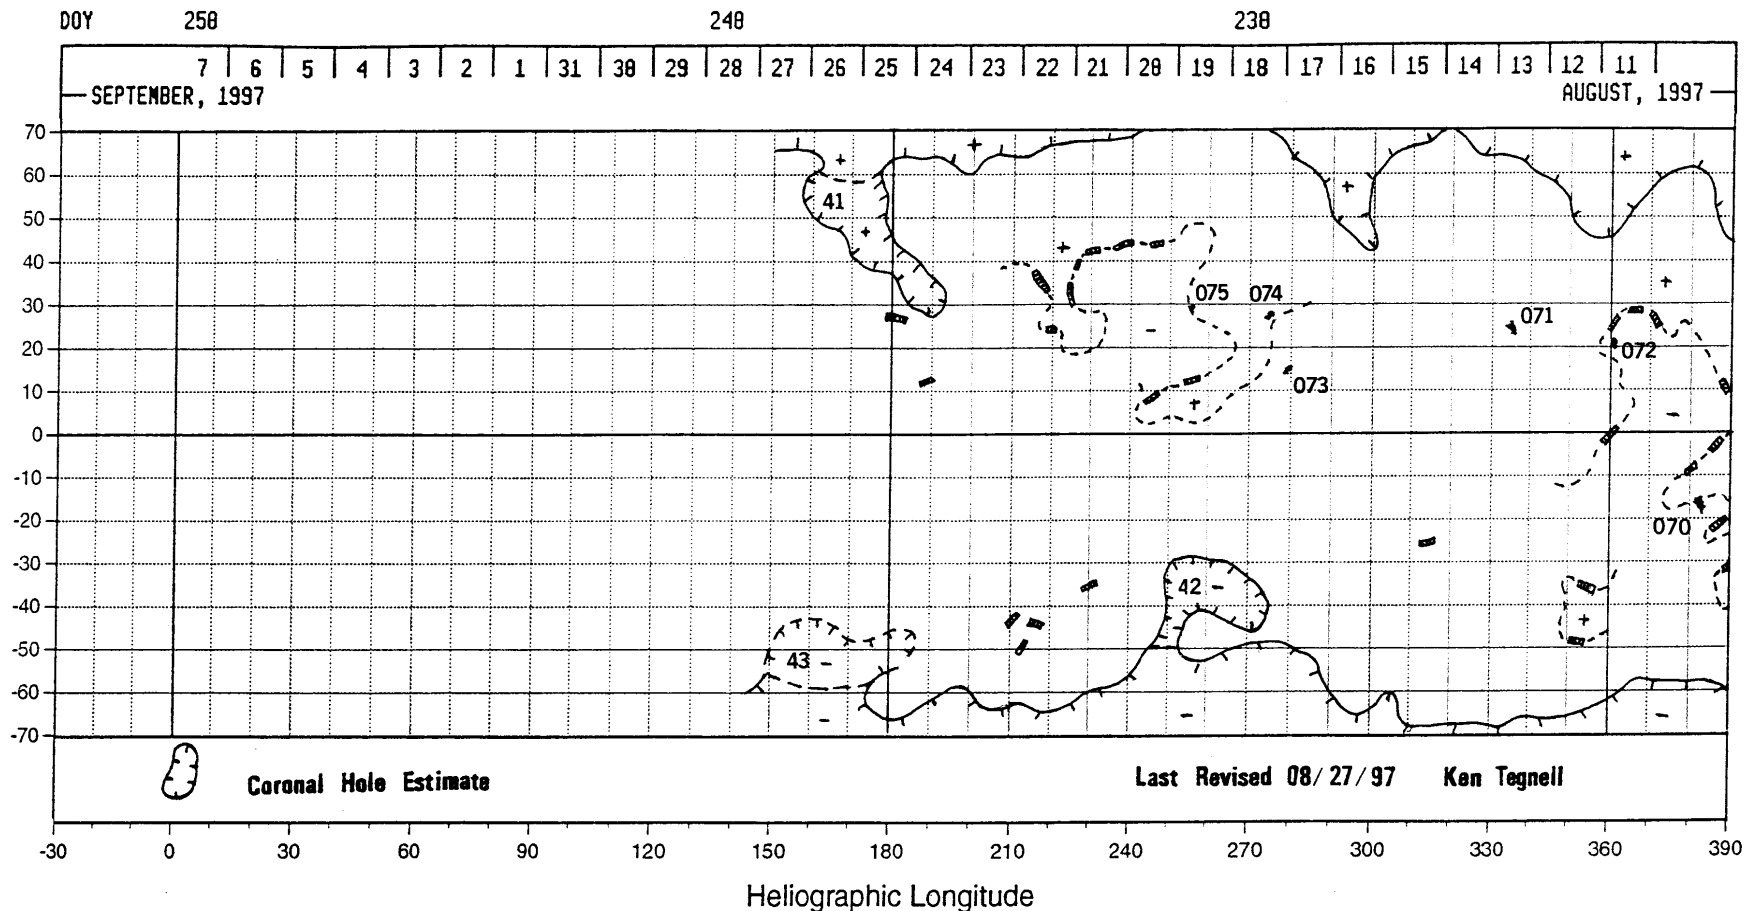 DOY 250 240 230
7 6 5 4 3 2 1 31 30 29 28 27 26 25 24 23 22 21 20 19 18 17 16 15 14 13 12 11
SEPTEMBER, 1997 AUGUST, 1997
70
60
50
40
30
20
10
0
-10
-20
-30
-40
-50
-60
-70
+ + + + +
41
+ + +
075 074
071
-
072
073
+ -
070
42 -
+
43 -
- - -
Coronal Hole Estimate Last Revised 08/27/97 Ken Tegnell
-30 0 30 60 90 120 150 180 210 240 270 300 330 360 390
Heliographic Longitude